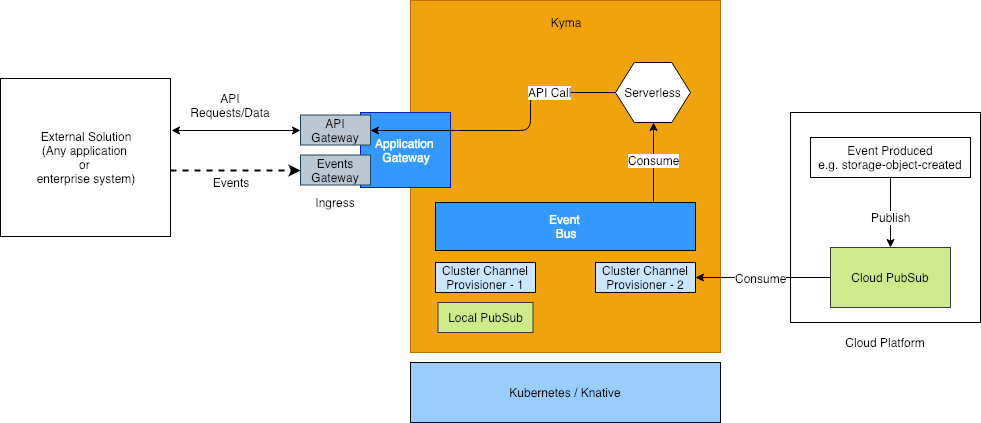 Kyma
External Solution
(Any application
or
enterprise system)
API
Requests/Data
Events
API
Gateway
Events
Gateway
Application
Gateway
Ingress
API Call
Serverless
Consume
Event
Bus
Cluster Channel
Provisioner - 1
Cluster Channel
Provisioner - 2
Local PubSub
Consume
Event Produced
e.g. storage-object-created
Publish
Cloud PubSub
Cloud Platform
Kubernetes / Knative